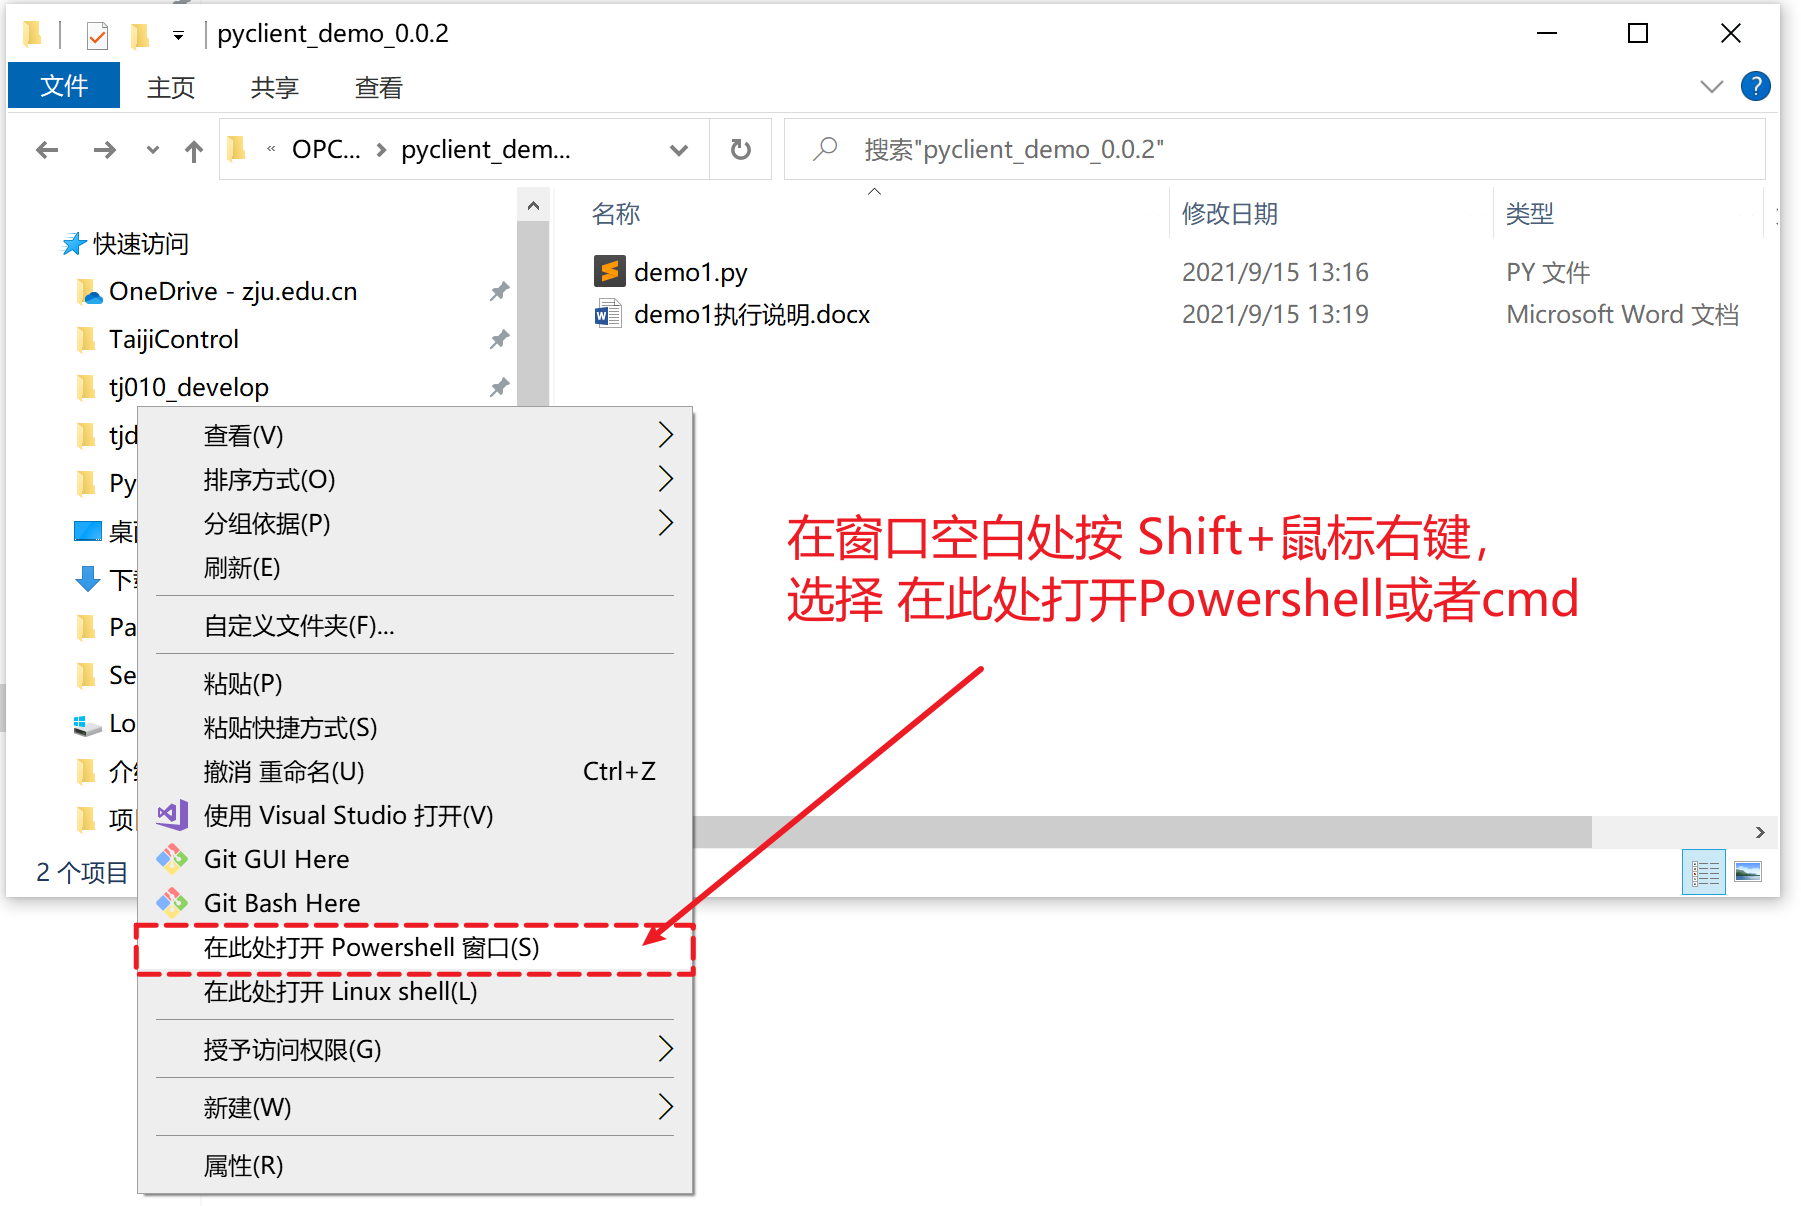 pyclient_demo_0.0.2
文件 主页 共享 查看
« OPC... pyclient_dem... 搜索"pyclient_demo_0.0.2"
名称 修改日期 类型
快速访问
OneDrive - zju.edu.cn
TaijiControl
tj010_develop
tjd
Py
桌
下
Pa
Se
Lo
介
项
2 个项目
demo1.py 2021/9/15 13:16 PY 文件
demo1执行说明.docx 2021/9/15 13:19 Microsoft Word 文档
查看(V)
排序方式(O)
分组依据(P)
刷新(E)
自定义文件夹(F)...
粘贴(P)
粘贴快捷方式(S)
撤消 重命名(U) Ctrl+Z
使用 Visual Studio 打开(V)
Git GUI Here
Git Bash Here
在此处打开 Powershell 窗口(S)
在此处打开 Linux shell(L)
授予访问权限(G)
新建(W)
属性(R)
在窗口空白处按 Shift+鼠标右键，
选择 在此处打开Powershell或者cmd